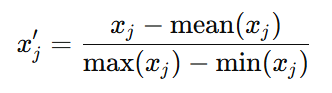 x′_j = (x_j − mean(x_j)) / (max(x_j) − min(x_j))